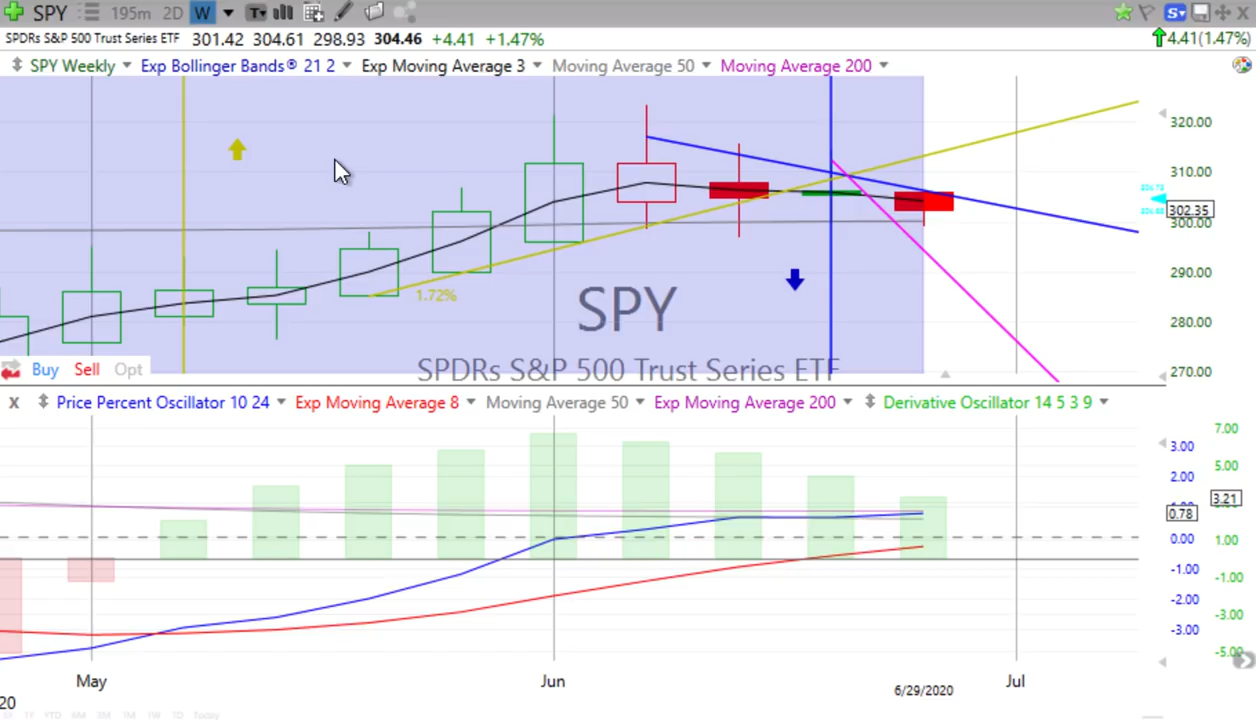 SPY 195m 2D W T S
SPDRs S&P 500 Trust Series ETF 301.42 304.61 298.93 304.46 +4.41 +1.47% 4.41(1.47%)
SPY Weekly Exp Bollinger Bands® 21 2 Exp Moving Average 3 Moving Average 50 Moving Average 200
320.00
310.00
302.35
300.00
290.00
1.72%
SPY
280.00
Buy Sell Opt SPDRs S&P 500 Trust Series ETF 270.00
X Price Percent Oscillator 10 24 Exp Moving Average 8 Moving Average 50 Exp Moving Average 200 Derivative Oscillator 14 5 3 9
7.00
3.00
5.00
2.00
3.21
0.78
0.00 1.00
-1.00 -1.00
-2.00
-3.00
-3.00
-5.00
May Jun 6/29/2020 Jul
20
1Y YTD 1M 1W 1D Today